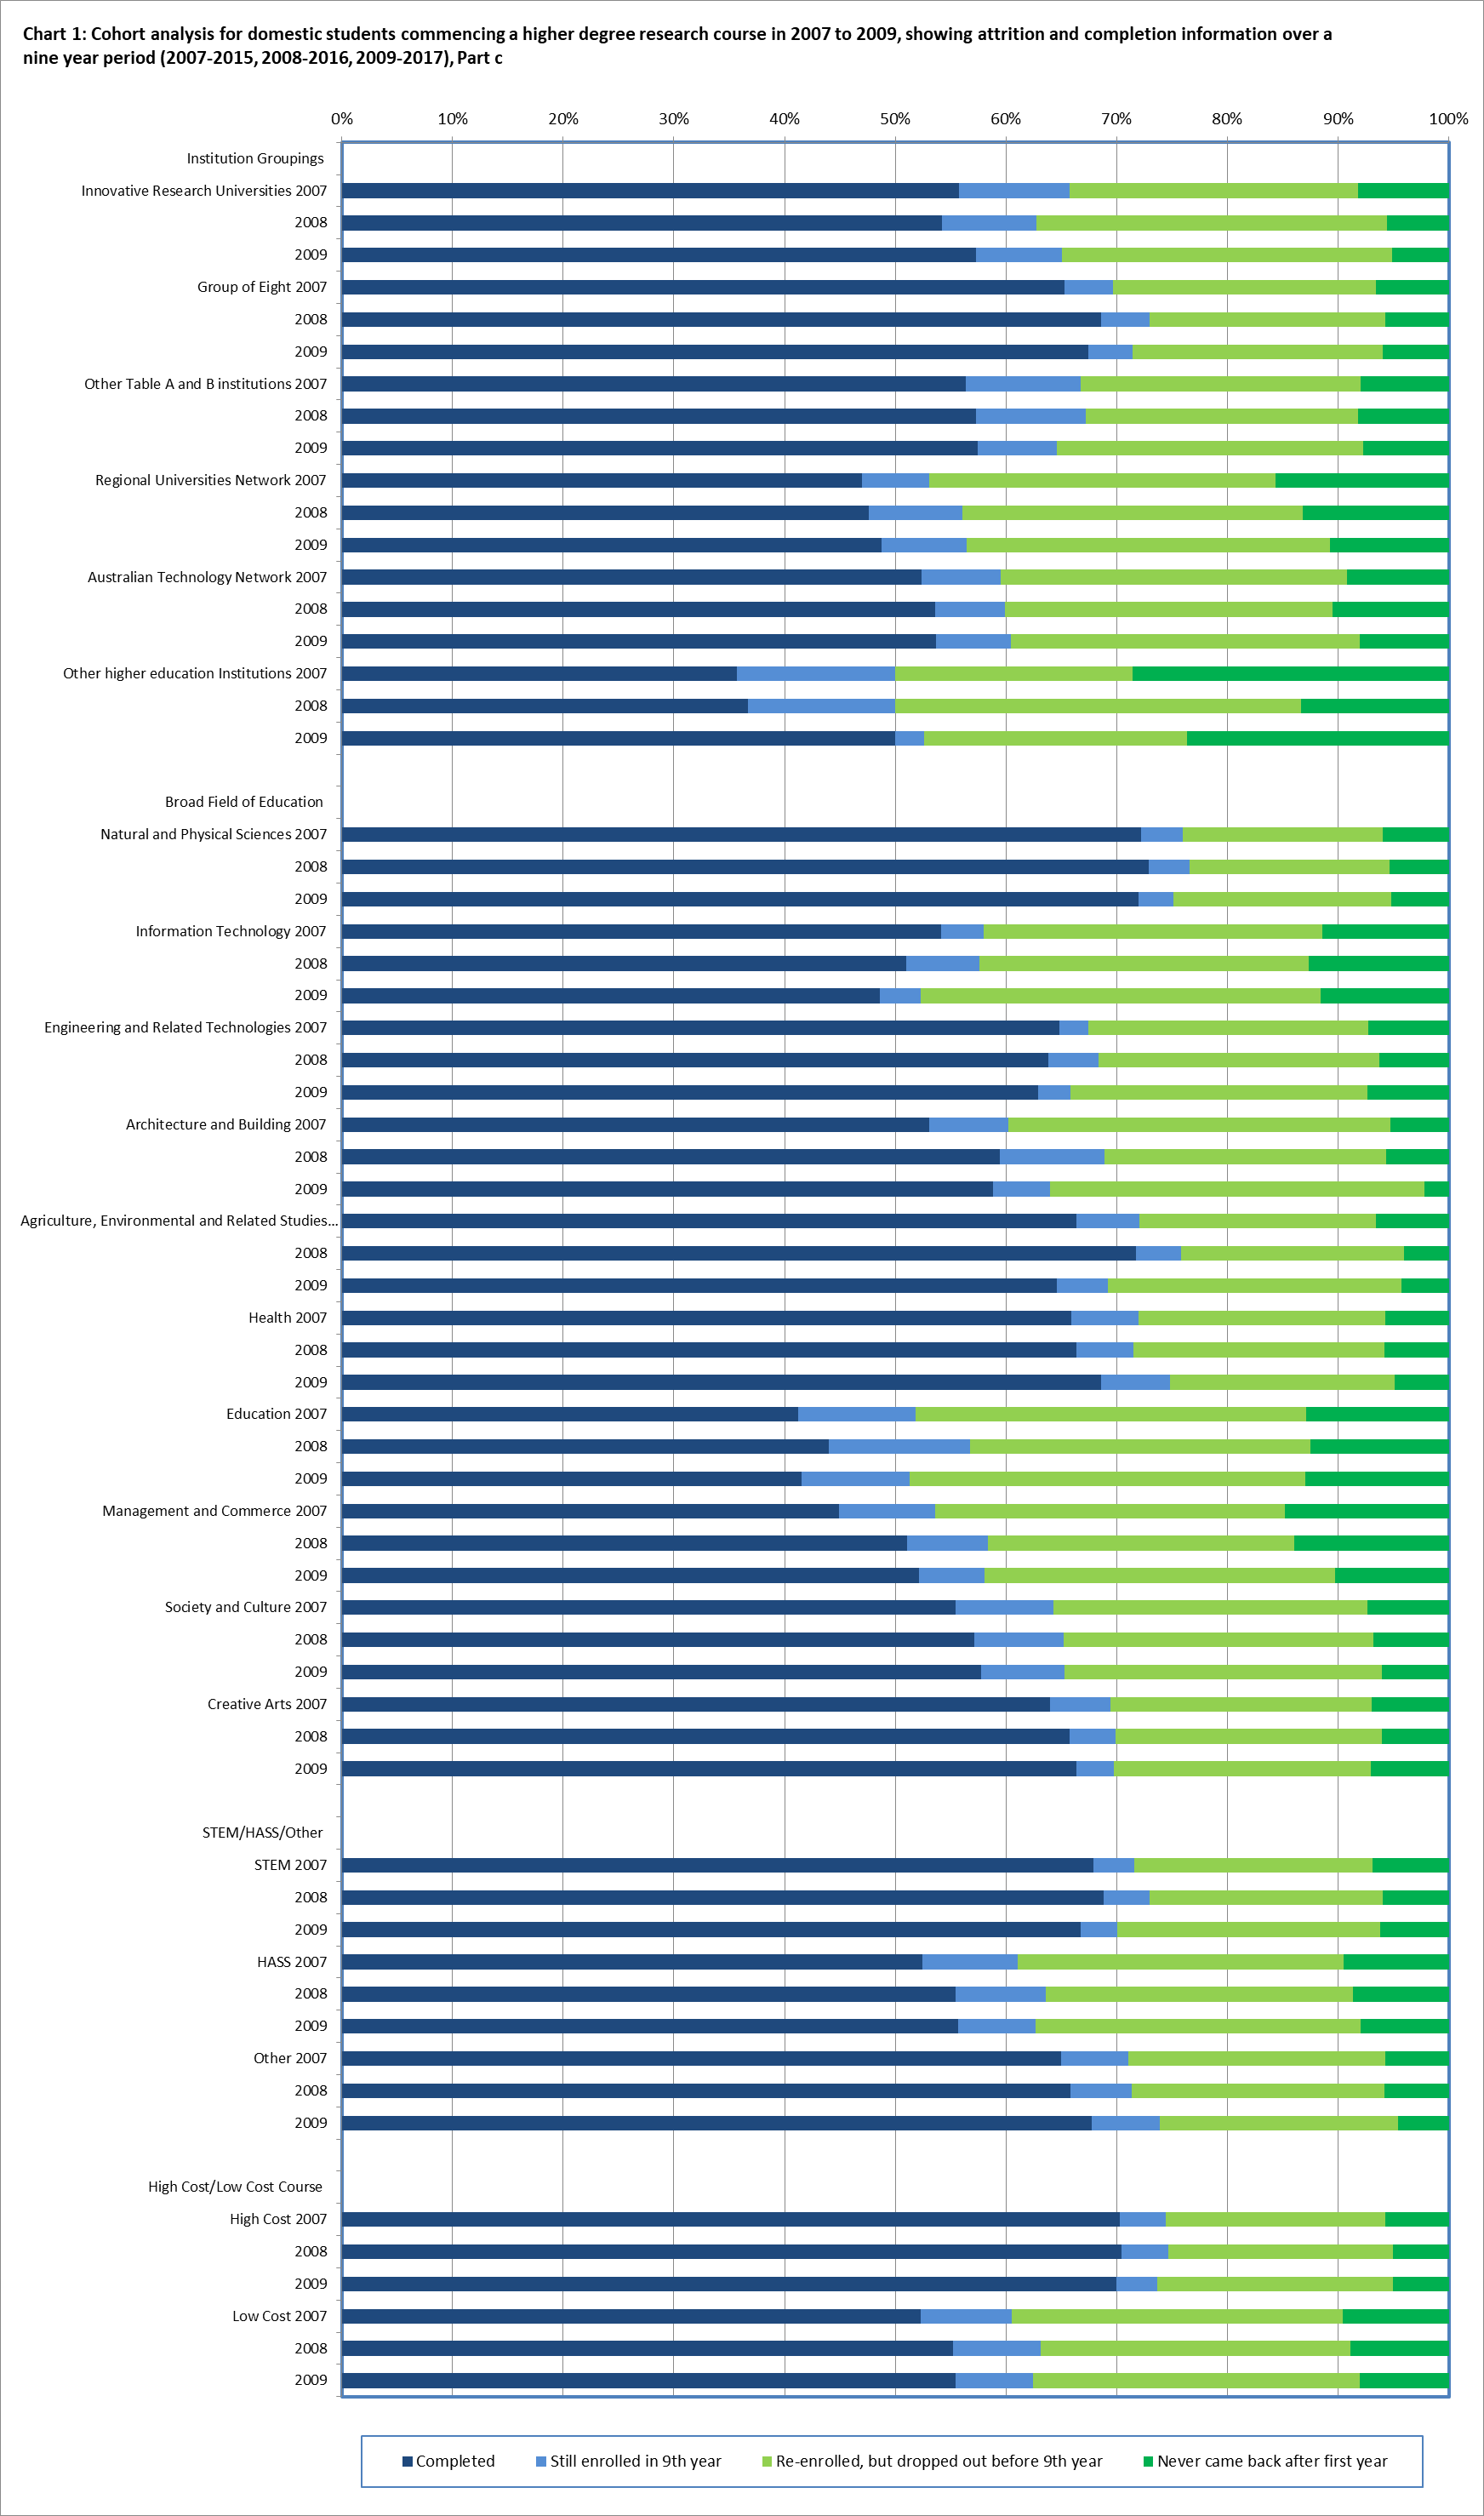 Chart 1: Cohort analysis for domestic students commencing a higher degree research course in 2007 to 2009, showing attrition and completion information over a
nine year period (2007-2015, 2008-2016, 2009-2017), Part c
0% 10% 20% 30% 40% 50% 60% 70% 80% 90% 100%
Institution Groupings
Innovative Research Universities 2007
2008
2009
Group of Eight 2007
2008
2009
Other Table A and B institutions 2007
2008
2009
Regional Universities Network 2007
2008
2009
Australian Technology Network 2007
2008
2009
Other higher education Institutions 2007
2008
2009
Broad Field of Education
Natural and Physical Sciences 2007
2008
2009
Information Technology 2007
2008
2009
Engineering and Related Technologies 2007
2008
2009
Architecture and Building 2007
2008
2009
Agriculture, Environmental and Related Studies...
2008
2009
Health 2007
2008
2009
Education 2007
2008
2009
Management and Commerce 2007
2008
2009
Society and Culture 2007
2008
2009
Creative Arts 2007
2008
2009
STEM/HASS/Other
STEM 2007
2008
2009
HASS 2007
2008
2009
Other 2007
2008
2009
High Cost/Low Cost Course
High Cost 2007
2008
2009
Low Cost 2007
2008
2009
Completed Still enrolled in 9th year Re-enrolled, but dropped out before 9th year Never came back after first year